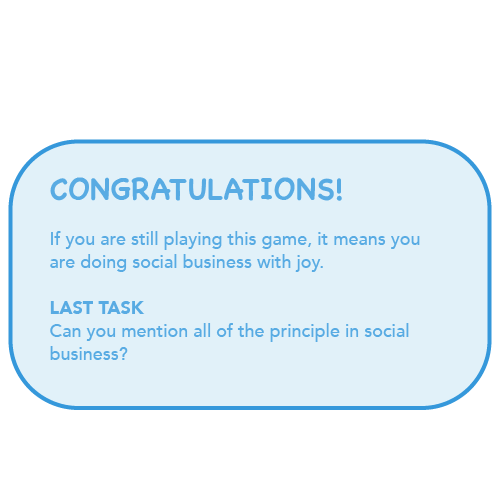 CONGRATULATIONS!
If you are still playing this game, it means you
are doing social business with joy.
LAST TASK
Can you mention all of the principle in social
business?